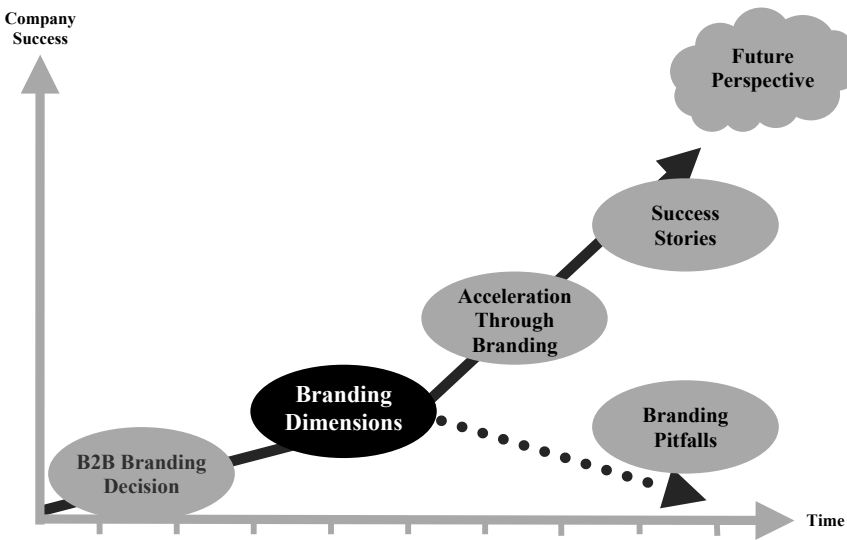 Company
Success
Future
Perspective
Success
Stories
Acceleration
Through
Branding
Branding
Dimensions
Branding
Pitfalls
B2B Branding
Decision
Time